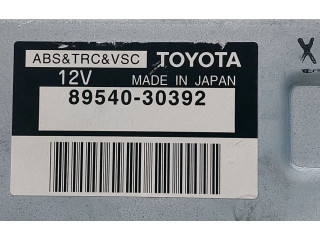 ABS&TRC&VSC TOYOTA
12V MADE IN JAPAN
89540-30392
X